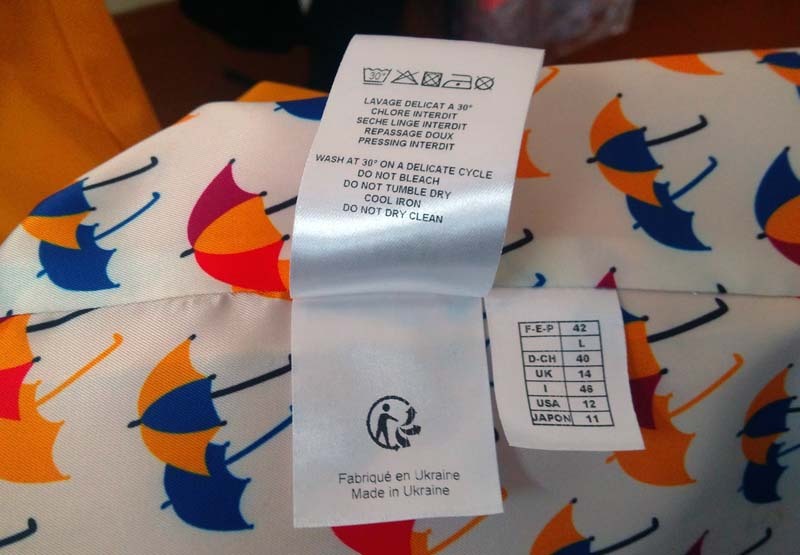 30°
LAVAGE DELICAT A 30°
CHLORE INTERDIT
SECHE LINGE INTERDIT
REPASSAGE DOUX
PRESSING INTERDIT
WASH AT 30° ON A DELICATE CYCLE
DO NOT BLEACH
DO NOT TUMBLE DRY
COOL IRON
DO NOT DRY CLEAN
Fabriqué en Ukraine
Made in Ukraine
F-E-P 42
L
D-CH 40
UK 14
I 46
USA 12
JAPON 11